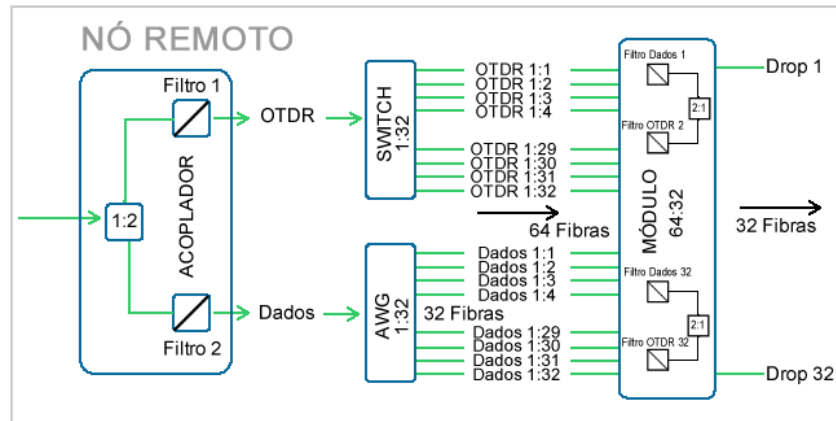 NÓ REMOTO
Filtro 1
1:2
ACOPLADOR
Filtro 2
OTDR
Dados
SWITCH
1:32
OTDR 1:1
OTDR 1:2
OTDR 1:3
OTDR 1:4
OTDR 1:29
OTDR 1:30
OTDR 1:31
OTDR 1:32
64 Fibras
AWG
1:32
Dados 1:1
Dados 1:2
Dados 1:3
Dados 1:4
32 Fibras
Dados 1:29
Dados 1:30
Dados 1:31
Dados 1:32
Filtro Dados 1
2:1
Filtro OTDR 2
MÓDULO
64:32
Filtro Dados 32
2:1
Filtro OTDR 32
Drop 1
32 Fibras
Drop 32